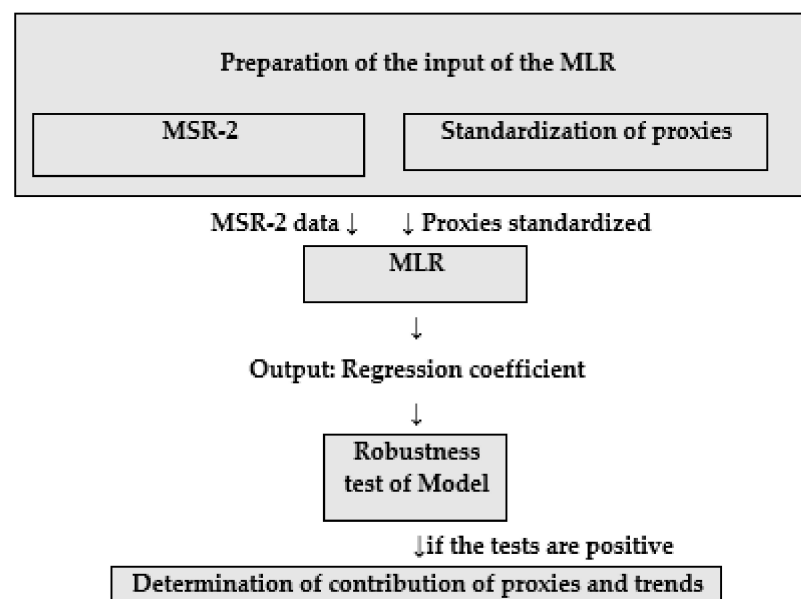 Preparation of the input of the MLR
MSR-2
Standardization of proxies
MSR-2 data ↓ ↓ Proxies standardized
MLR
↓
Output: Regression coefficient
↓
Robustness
test of Model
↓if the tests are positive
Determination of contribution of proxies and trends